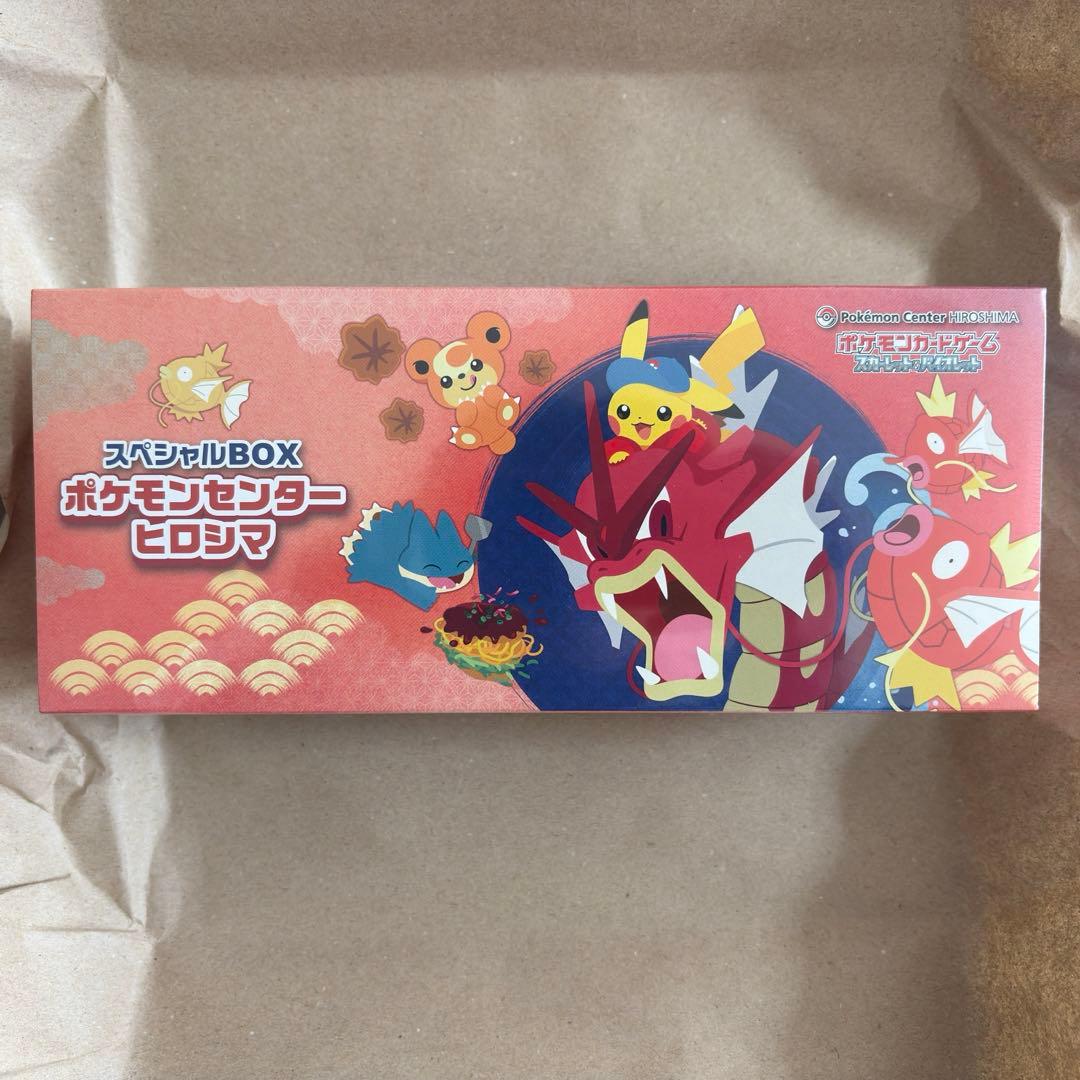 スペシャルBOX
ポケモンセンター
ヒロシマ
Pokémon Center HIROSHIMA
ポケモンカードゲーム
スカーレット&バイオレット